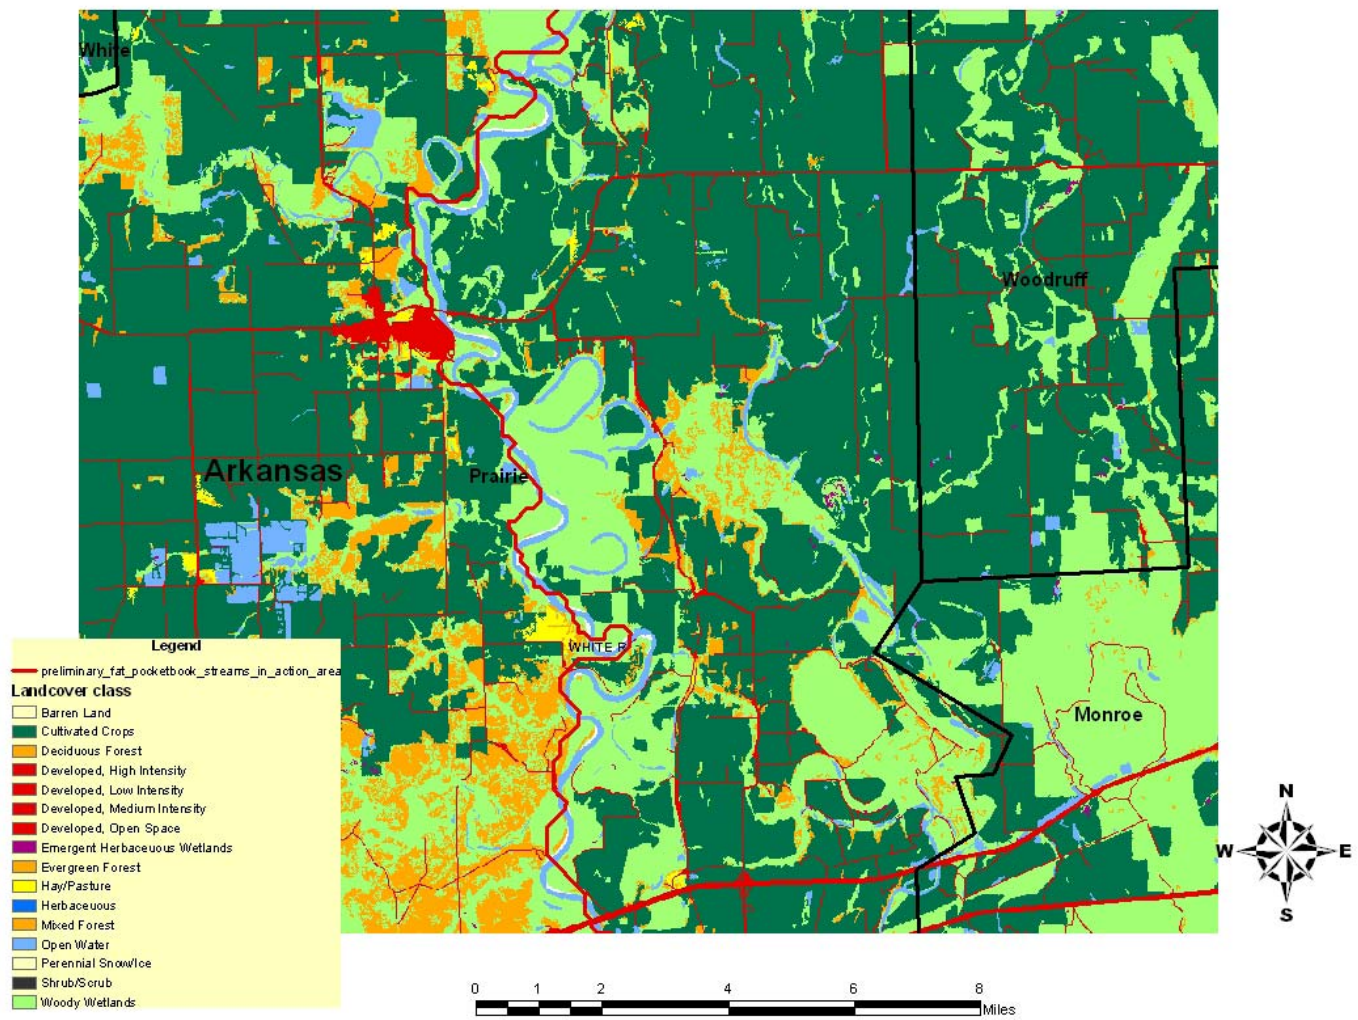 White
Woodruff
Arkansas
Prairie
WHITE R
Monroe
Legend
preliminary_fat_pocketbook_streams_in_action_area
Landcover class
Barren Land
Cultivated Crops
Deciduous Forest
Developed, High Intensity
Developed, Low Intensity
Developed, Medium Intensity
Developed, Open Space
Emergent Herbaceous Wetlands
Evergreen Forest
Hay/Pasture
Herbaceuous
Mixed Forest
Open Water
Perennial Snow/Ice
Shrub/Scrub
Woody Wetlands
N
W E
S
0 1 2 4 6 8
Miles